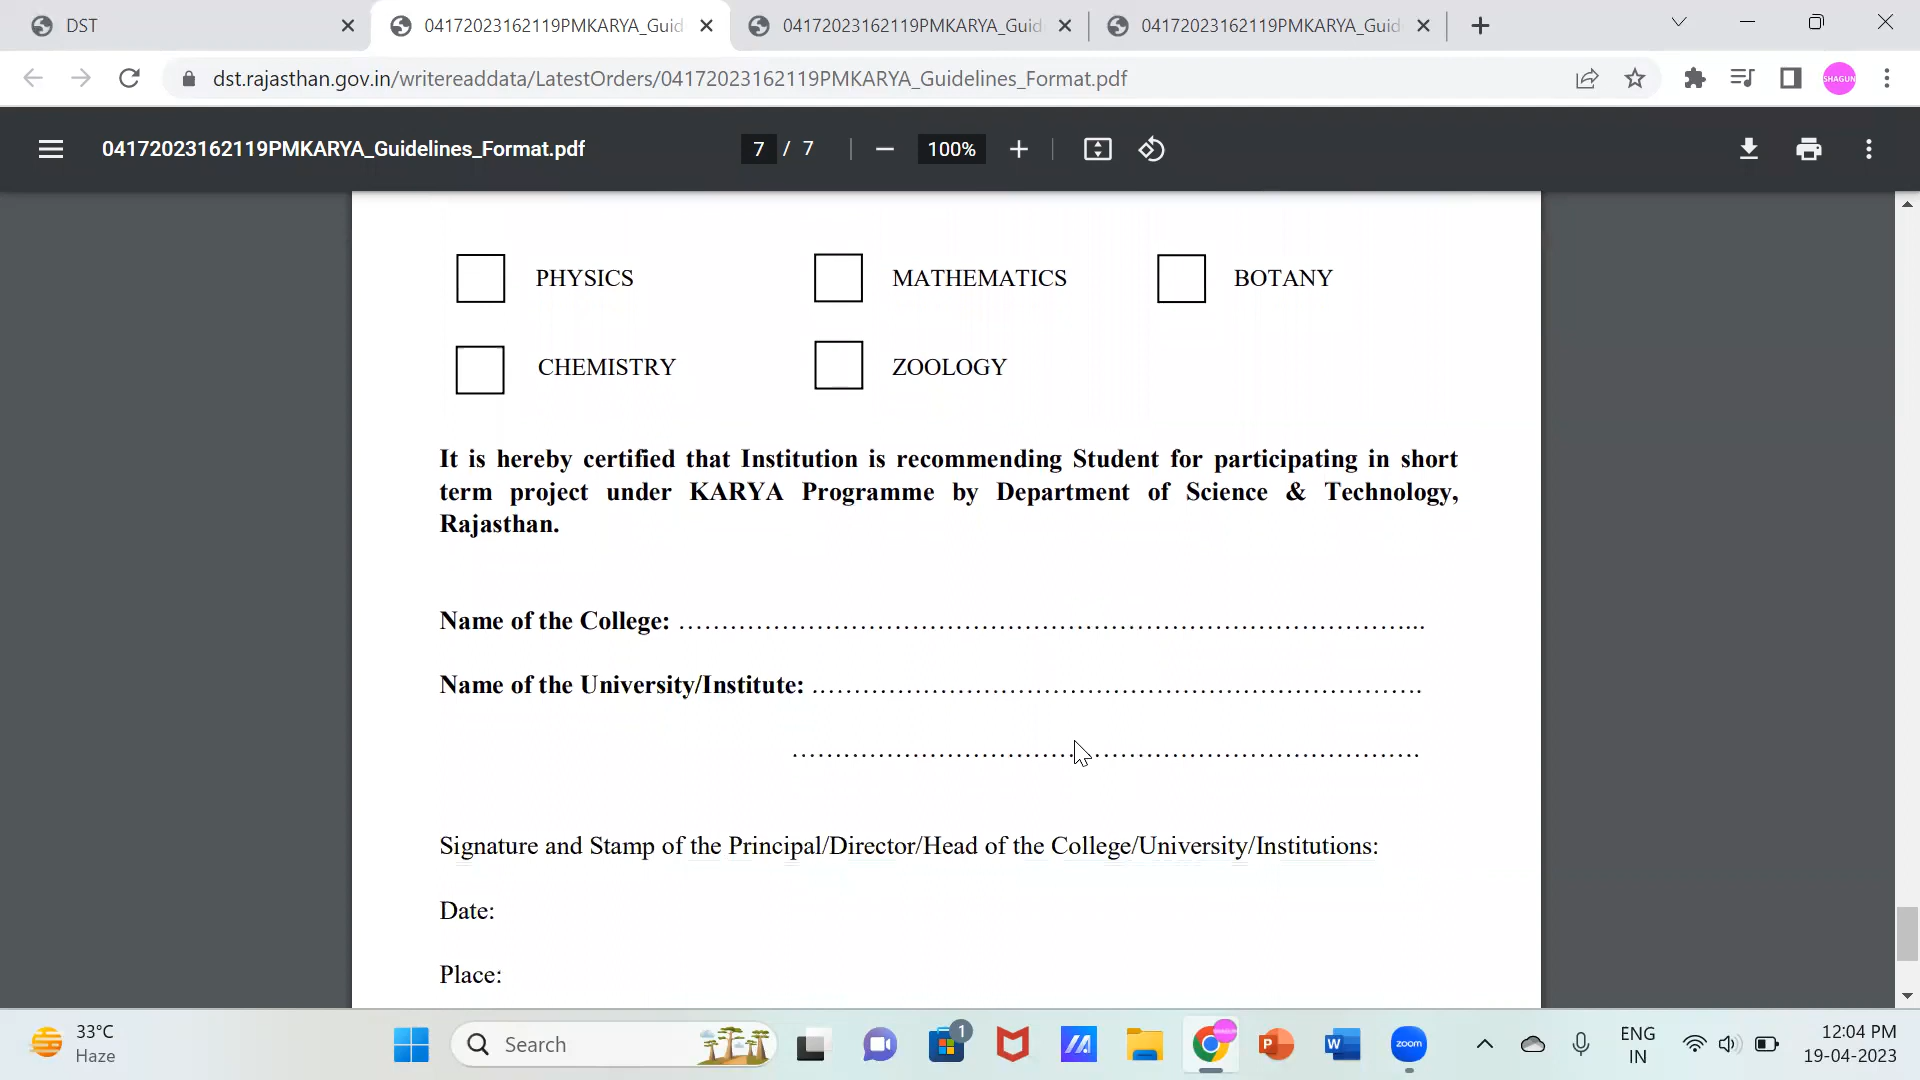 DST
04172023162119PMKARYA_Guid
04172023162119PMKARYA_Guid
04172023162119PMKARYA_Guid
dst.rajasthan.gov.in/writereaddata/LatestOrders/04172023162119PMKARYA_Guidelines_Format.pdf
SHAGUN
04172023162119PMKARYA_Guidelines_Format.pdf
7 / 7
100%
PHYSICS MATHEMATICS BOTANY
CHEMISTRY ZOOLOGY
It is hereby certified that Institution is recommending Student for participating in short
term project under KARYA Programme by Department of Science & Technology,
Rajasthan.
Name of the College: ………………………………………………………………………………...
Name of the University/Institute: .………………………………………………………………….
…………………………………………………………………….
Signature and Stamp of the Principal/Director/Head of the College/University/Institutions:
Date:
Place:
33°C
Haze
Search
1
P
W
zoom
ENG
IN
12:04 PM
19-04-2023